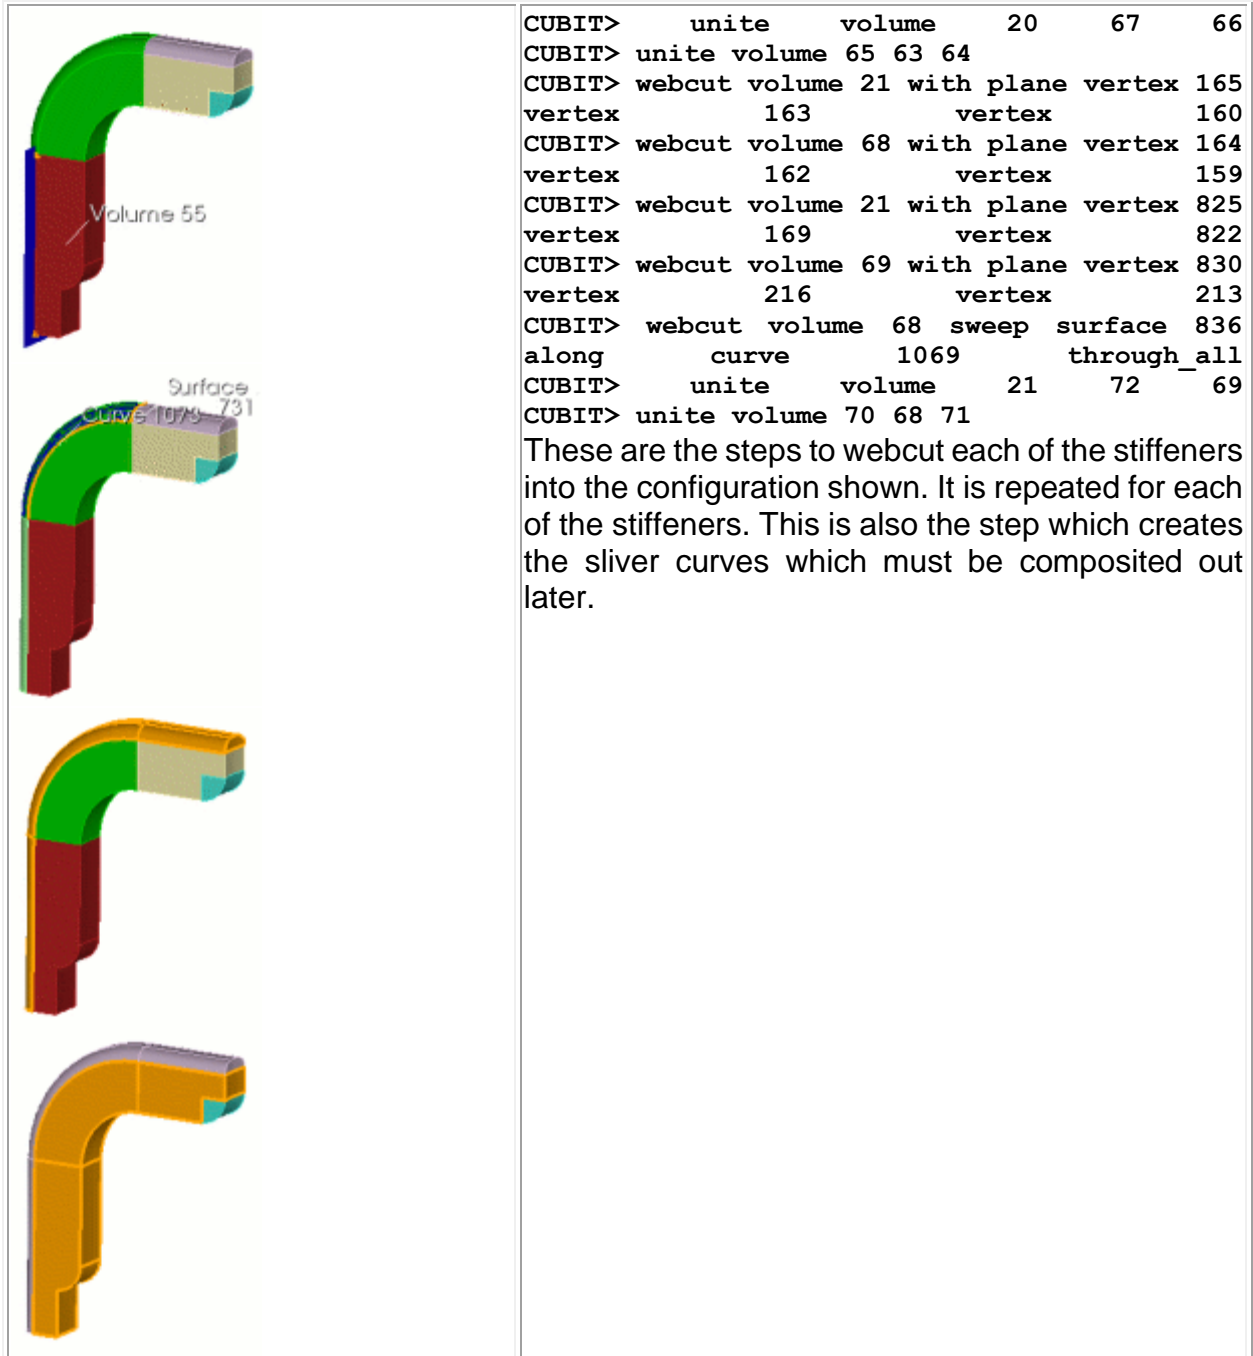 Volume 55
Surface
Curve 1073 731
CUBIT> unite volume 20 67 66
CUBIT> unite volume 65 63 64
CUBIT> webcut volume 21 with plane vertex 165
vertex 163 vertex 160
CUBIT> webcut volume 68 with plane vertex 164
vertex 162 vertex 159
CUBIT> webcut volume 21 with plane vertex 825
vertex 169 vertex 822
CUBIT> webcut volume 69 with plane vertex 830
vertex 216 vertex 213
CUBIT> webcut volume 68 sweep surface 836
along curve 1069 through_all
CUBIT> unite volume 21 72 69
CUBIT> unite volume 70 68 71
These are the steps to webcut each of the stiffeners
into the configuration shown. It is repeated for each
of the stiffeners. This is also the step which creates
the sliver curves which must be composited out
later.